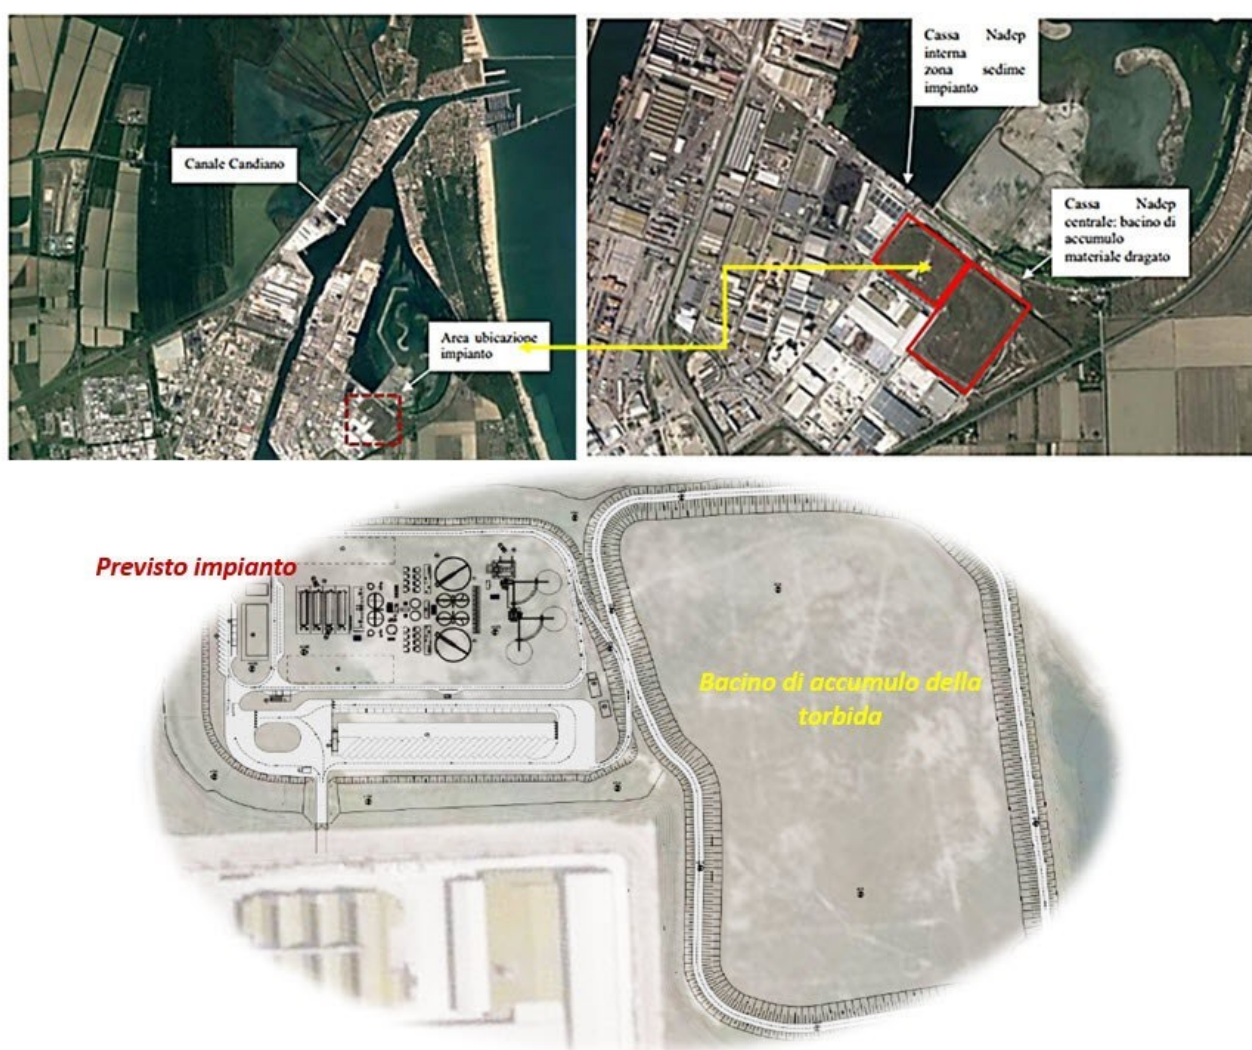 Canale Candiano
Area ubicazione
impianto
Cassa Nadep
interna
zona sedime
impianto
Cassa Nadep
centrale: bacino di
accumulo
materiale dragato
Previsto impianto
Bacino di accumulo della
torbida